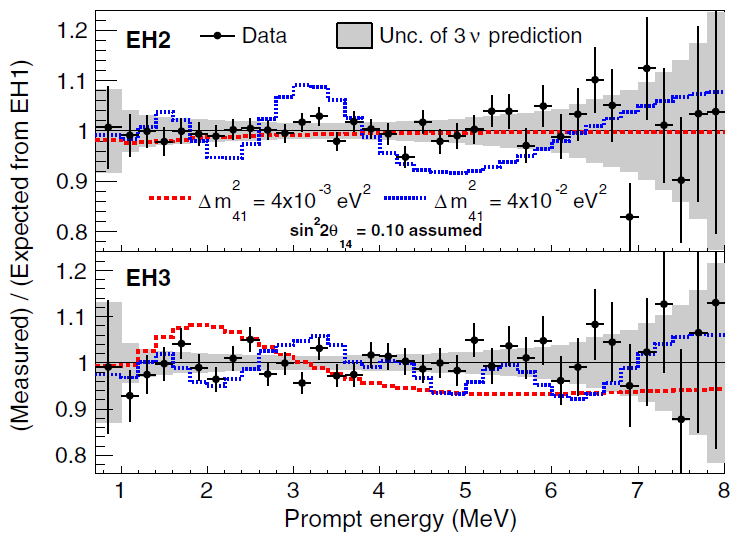 EH2 Data Unc. of 3 ν prediction
1.2
1.1
1
0.9
0.8
Δm²₄₁ = 4x10⁻³ eV² Δm²₄₁ = 4x10⁻² eV²
sin²2θ₁₄ = 0.10 assumed
EH3
1.2
1.1
1
0.9
0.8
1 2 3 4 5 6 7 8
Prompt energy (MeV)
(Measured) / (Expected from EH1)